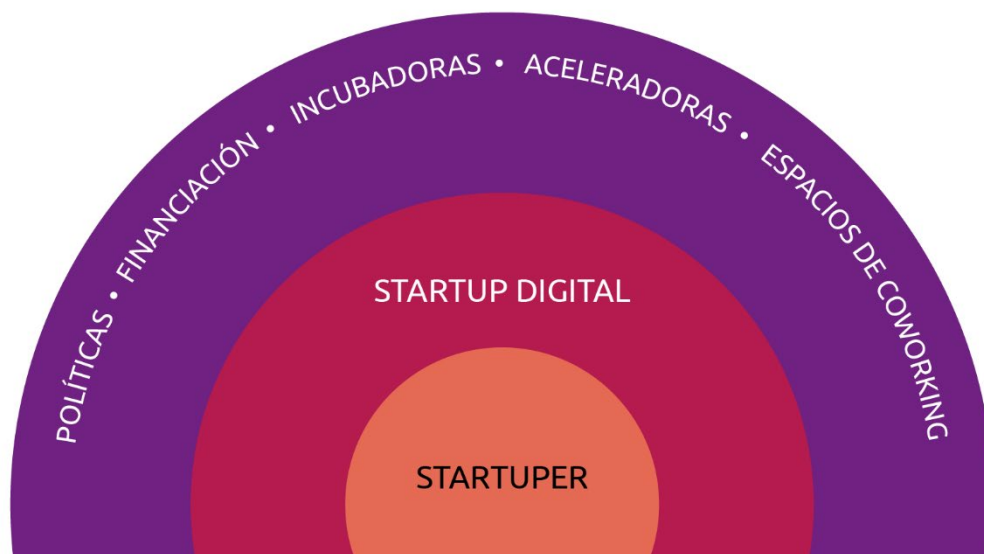 POLÍTICAS • FINANCIACIÓN • INCUBADORAS • ACELERADORAS • ESPACIOS DE COWORKING
STARTUP DIGITAL
STARTUPER